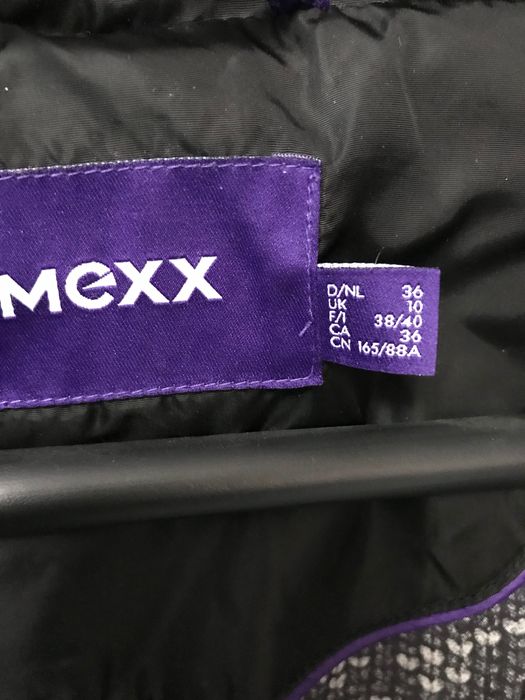 mexx
D/NL 36
UK 10
F/I 38/40
CA 36
CN 165/88A